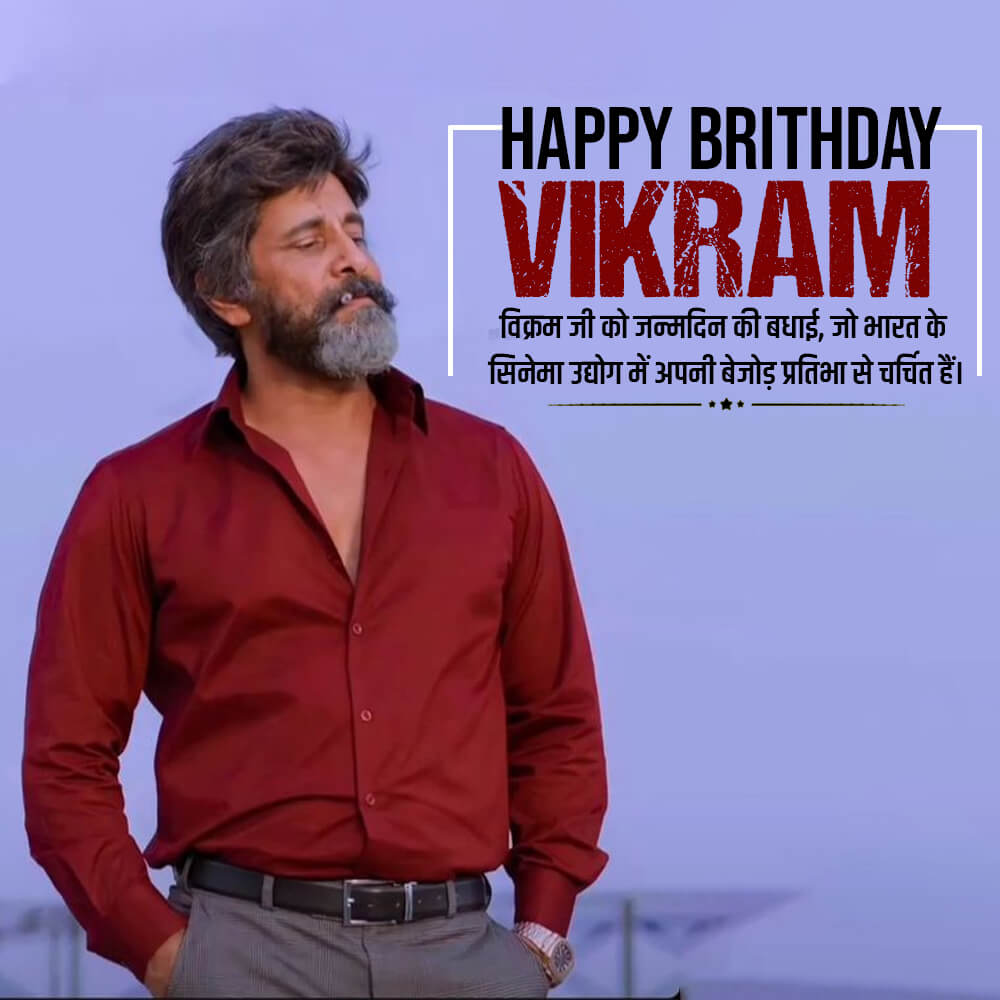 HAPPY BRITHDAY
VIKRAM
विक्रम जी को जन्मदिन की बधाई, जो भारत के
सिनेमा उद्योग में अपनी बेजोड़ प्रतिभा से चर्चित हैं।